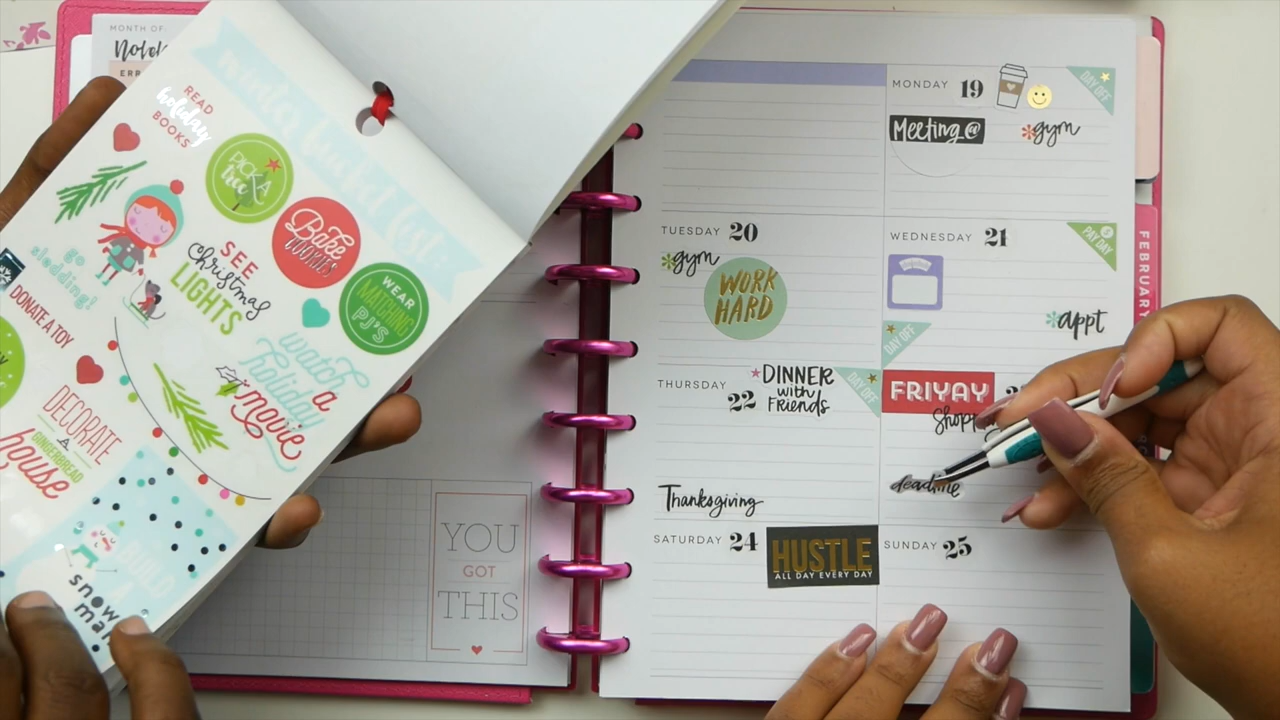 MONTH OF:
READ
holiday
BOOKS
PICK A
tree
Bake
COOKIES
WEAR
MATCHING
PJ'S
SEE
Christmas
LIGHTS
go
sledding!
DONATE A TOY
watch
a
holiday
movie
DECORATE
A
GINGERBREAD
house
snow
man
YOU
GOT
THIS
MONDAY 19
DAY OFF
Meeting @
gym
TUESDAY 20
gym
WORK
HARD
WEDNESDAY 21
PAY DAY
appt
DAY OFF
THURSDAY 22
DINNER
with
Friends
DAY OFF
Thanksgiving
FRIYAY
deadline
SATURDAY 24
HUSTLE
ALL DAY EVERY DAY
SUNDAY 25
FEBRUARY